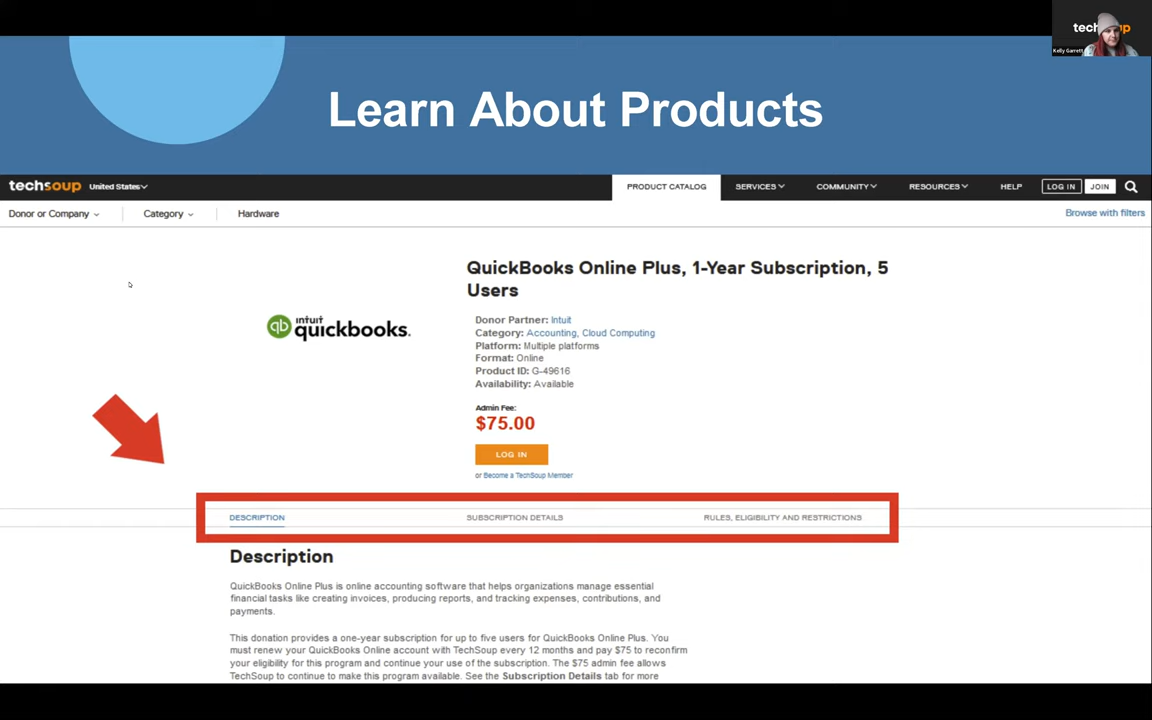 techsoup
Kelly Garrett
Learn About Products
techsoup United States PRODUCT CATALOG SERVICES COMMUNITY RESOURCES HELP LOG IN JOIN
Donor or Company Category Hardware Browse with filters
QuickBooks Online Plus, 1-Year Subscription, 5
Users
intuit
qb quickbooks.
Donor Partner: Intuit
Category: Accounting, Cloud Computing
Platform: Multiple platforms
Format: Online
Product ID: G-49616
Availability: Available
Admin Fee:
$75.00
LOG IN
or Become a TechSoup Member
DESCRIPTION SUBSCRIPTION DETAILS RULES, ELIGIBILITY AND RESTRICTIONS
Description
QuickBooks Online Plus is online accounting software that helps organizations manage essential
financial tasks like creating invoices, producing reports, and tracking expenses, contributions, and
payments.
This donation provides a one-year subscription for up to five users for QuickBooks Online Plus. You
must renew your QuickBooks Online account with TechSoup every 12 months and pay $75 to reconfirm
your eligibility for this program and continue your use of the subscription. The $75 admin fee allows
TechSoup to continue to make this program available. See the Subscription Details tab for more